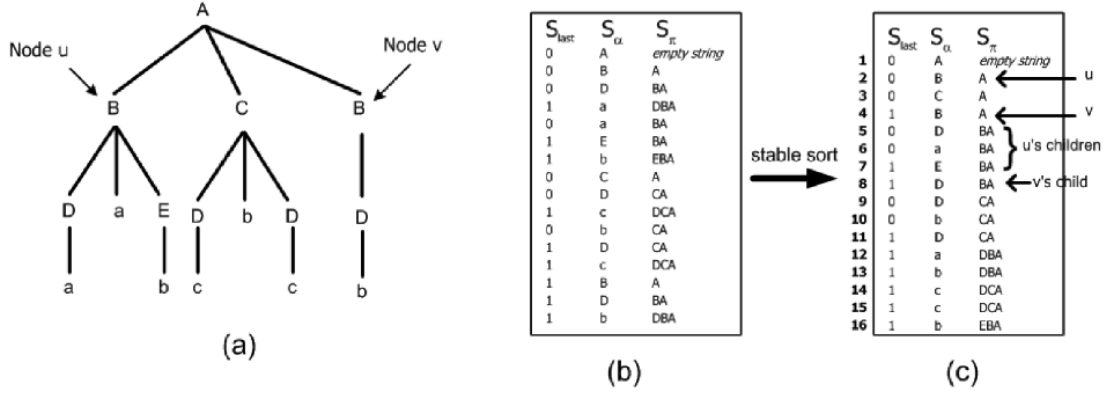 A
Node u
Node v
B C B
D a E D b D D
a b c c b
(a)
S_last S_α S_π
0 A empty string
0 B A
0 D BA
1 a DBA
0 a BA
1 E BA
1 b EBA
0 C A
0 D CA
1 c DCA
0 b CA
1 D CA
1 c DCA
1 B A
1 D BA
1 b DBA
(b)
stable sort
S_last S_α S_π
1 0 A empty string
2 0 B A u
3 0 C A
4 1 B A v
5 0 D BA
6 0 a BA u's children
7 1 E BA
8 1 D BA v's child
9 0 D CA
10 0 b CA
11 1 D CA
12 1 a DBA
13 1 b DBA
14 1 c DCA
15 1 c DCA
16 1 b EBA
(c)